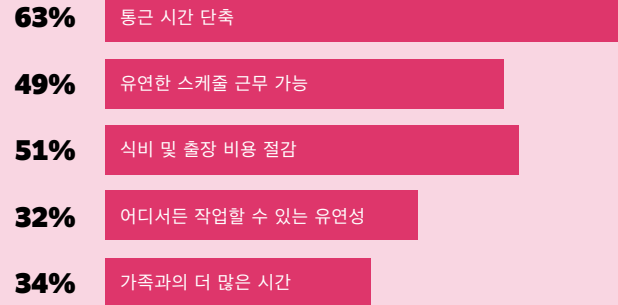 63% 통근 시간 단축
49% 유연한 스케줄 근무 가능
51% 식비 및 출장 비용 절감
32% 어디서든 작업할 수 있는 유연성
34% 가족과의 더 많은 시간